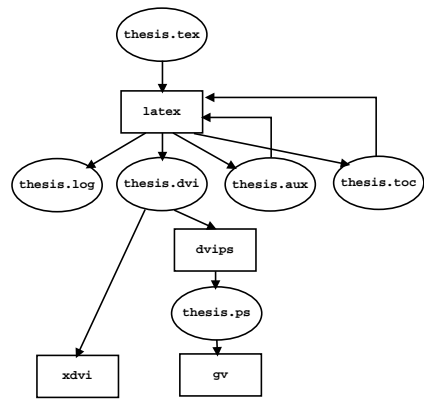 thesis.tex
latex
thesis.log
thesis.dvi
thesis.aux
thesis.toc
dvips
thesis.ps
xdvi
gv